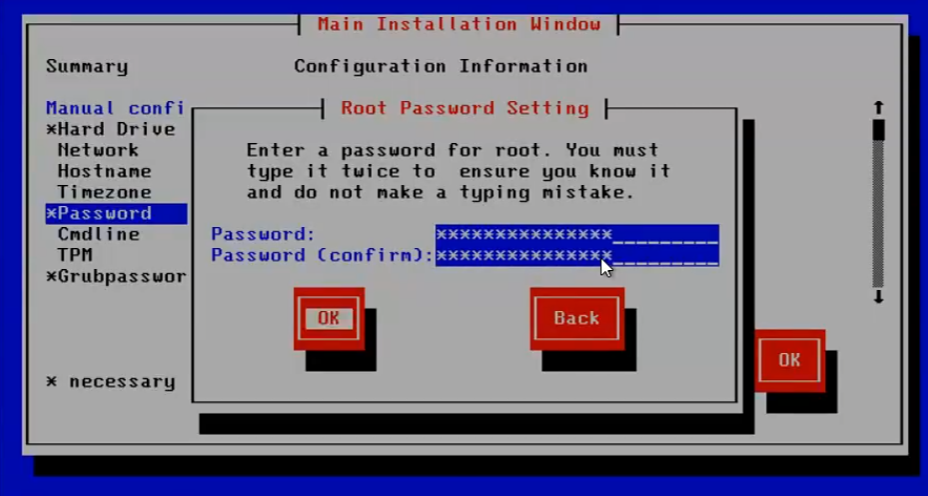 Main Installation Window
Summary
Configuration Information
Manual confi
*Hard Drive
Network
Hostname
Timezone
*Password
Cmdline
TPM
*Grubpasswor
* necessary
Root Password Setting
Enter a password for root. You must
type it twice to ensure you know it
and do not make a typing mistake.
Password: ***************_________
Password (confirm): ***************_________
OK
Back
OK